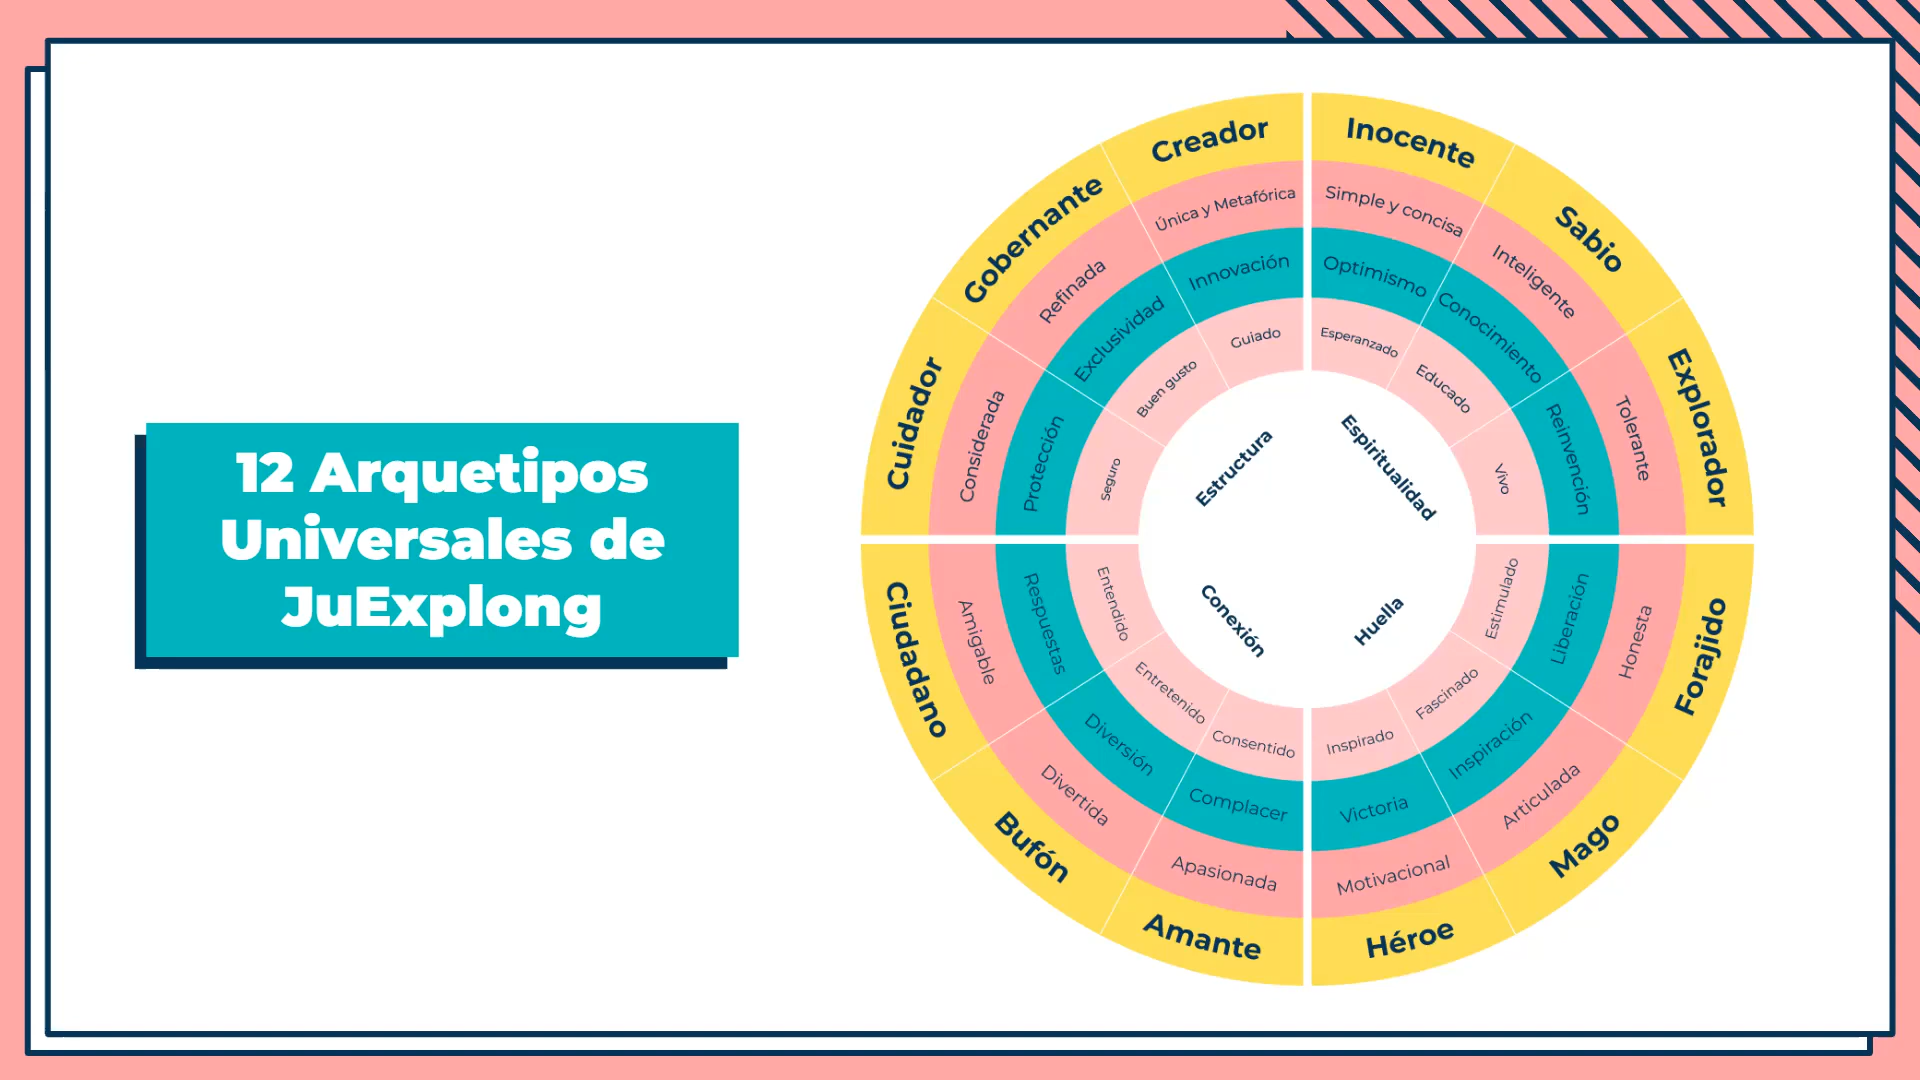 12 Arquetipos
Universales de
JuExplong
Inocente
Simple y concisa
Optimismo
Esperanzado
Sabio
Inteligente
Conocimiento
Educado
Explorador
Tolerante
Reinvención
Vivo
Espiritualidad
Forajido
Honesta
Liberación
Estimulado
Mago
Articulada
Inspiración
Fascinado
Héroe
Motivacional
Victoria
Inspirado
Huella
Amante
Apasionada
Complacer
Consentido
Bufón
Divertida
Diversión
Entretenido
Ciudadano
Amigable
Respuestas
Entendido
Conexión
Cuidador
Considerada
Protección
Seguro
Gobernante
Refinada
Exclusividad
Buen gusto
Creador
Única y Metafórica
Innovación
Guiado
Estructura